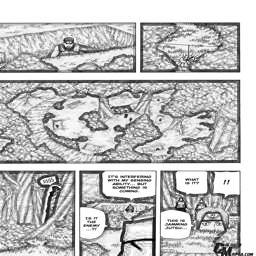 IT'S INTERFERING
WITH MY SENSING
ABILITY... BUT
SOMETHING IS
COMING.
IS IT
THE
ENEMY
...?!
WHAT
IS IT?
!!
THIS IS
JAMMING
JUTSU...